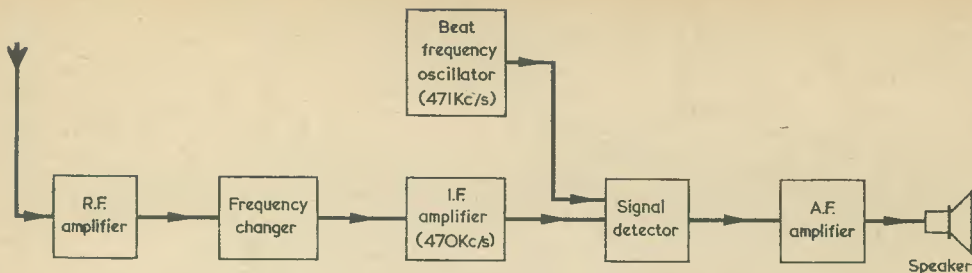 Beat
frequency
oscillator
(471Kc/s)
R.F.
amplifier
Frequency
changer
I.F.
amplifier
(470Kc/s)
Signal
detector
A.F.
amplifier
Speaker